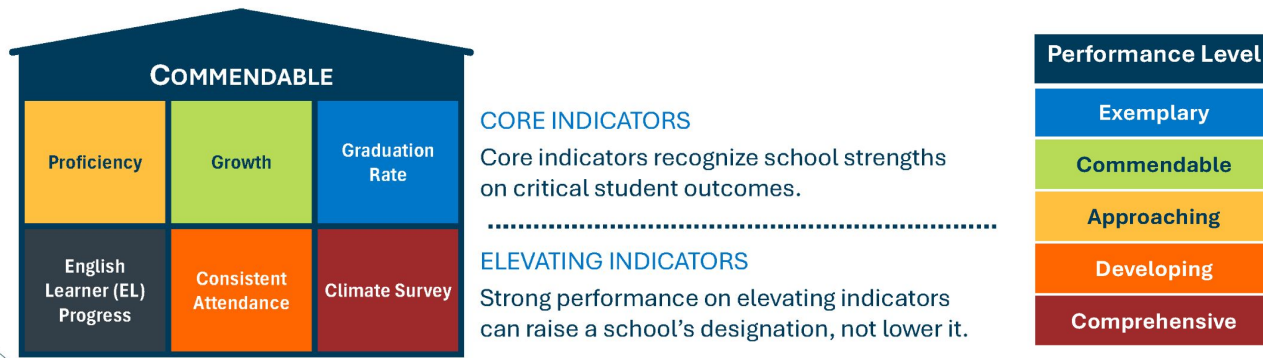 COMMENDABLE
Proficiency
Growth
Graduation
Rate
English
Learner (EL)
Progress
Consistent
Attendance
Climate Survey
CORE INDICATORS
Core indicators recognize school strengths
on critical student outcomes.
ELEVATING INDICATORS
Strong performance on elevating indicators
can raise a school’s designation, not lower it.
Performance Level
Exemplary
Commendable
Approaching
Developing
Comprehensive